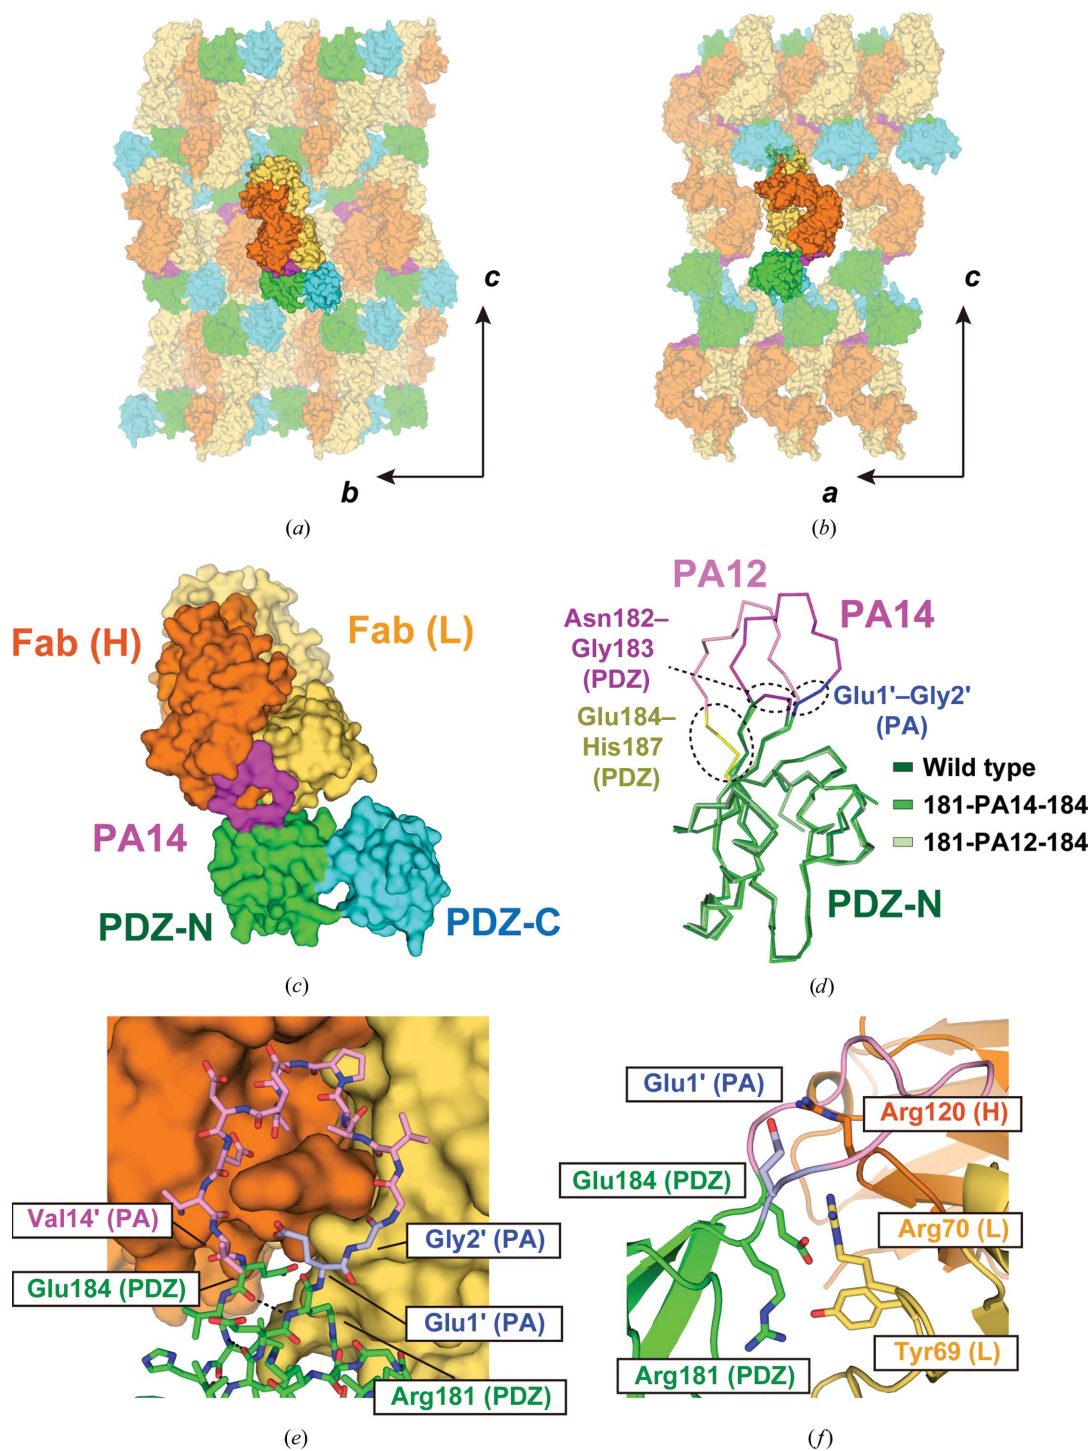 c
b
(a)
c
a
(b)
Fab (H)
Fab (L)
PA14
PDZ-N
PDZ-C
(c)
PA12
PA14
Asn182–
Gly183
(PDZ)
Glu1'–Gly2'
(PA)
Glu184–
His187
(PDZ)
Wild type
181-PA14-184
181-PA12-184
PDZ-N
(d)
Val14' (PA)
Gly2' (PA)
Glu184 (PDZ)
Glu1' (PA)
Arg181 (PDZ)
(e)
Glu1' (PA)
Arg120 (H)
Glu184 (PDZ)
Arg70 (L)
Tyr69 (L)
Arg181 (PDZ)
(f)